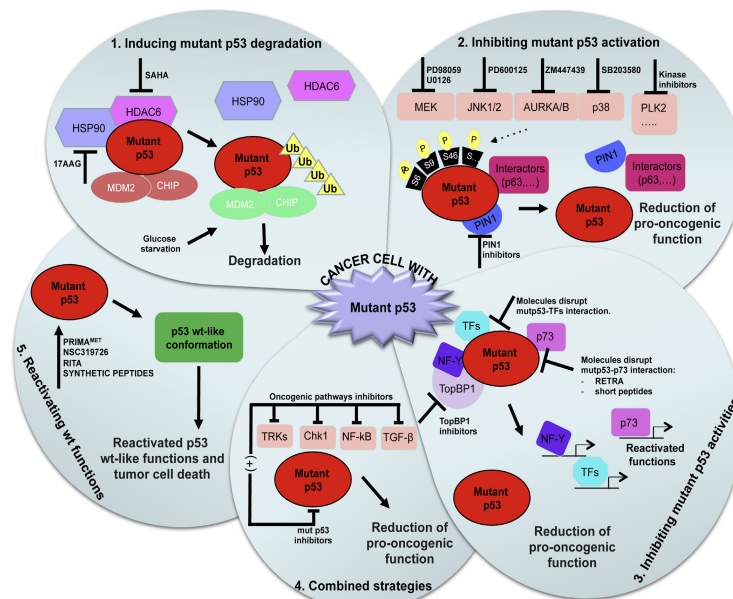 1. Inducing mutant p53 degradation
SAHA
HDAC6
HSP90
Mutant
p53
17AAG
MDM2
CHIP
HSP90
HDAC6
Mutant
p53
Ub
Ub
Ub
Ub
MDM2
CHIP
Glucose
starvation
Degradation
2. Inhibiting mutant p53 activation
PD98059
U0126
PD600125
ZM447439
SB203580
Kinase
inhibitors
MEK
JNK1/2
AURKA/B
p38
PLK2
.....
P
P
P
P
S6
S9
S46
S...
Mutant
p53
Interactors
(p63,...)
PIN1
PIN1
inhibitors
PIN1
Interactors
(p63,...)
Mutant
p53
Reduction of
pro-oncogenic
function
CANCER CELL WITH
Mutant p53
3. Inhibiting mutant p53 activities
Molecules disrupt
mutp53-TFs interaction.
TFs
p73
NF-Y
Mutant
p53
TopBP1
TopBP1
inhibitors
Molecules disrupt
mutp53-p73 interaction:
- RETRA
- short peptides
p73
NF-Y
Reactivated
functions
TFs
Mutant
p53
Reduction of
pro-oncogenic
function
4. Combined strategies
Oncogenic pathways inhibitors
TRKs
Chk1
NF-kB
TGF-β
(+)
Mutant
p53
mut p53
inhibitors
Reduction of
pro-oncogenic
function
5. Reactivating wt functions
Mutant
p53
PRIMAᴹᴱᵀ
NSC319726
RITA
SYNTHETIC PEPTIDES
p53 wt-like
conformation
Reactivated p53
wt-like functions and
tumor cell death